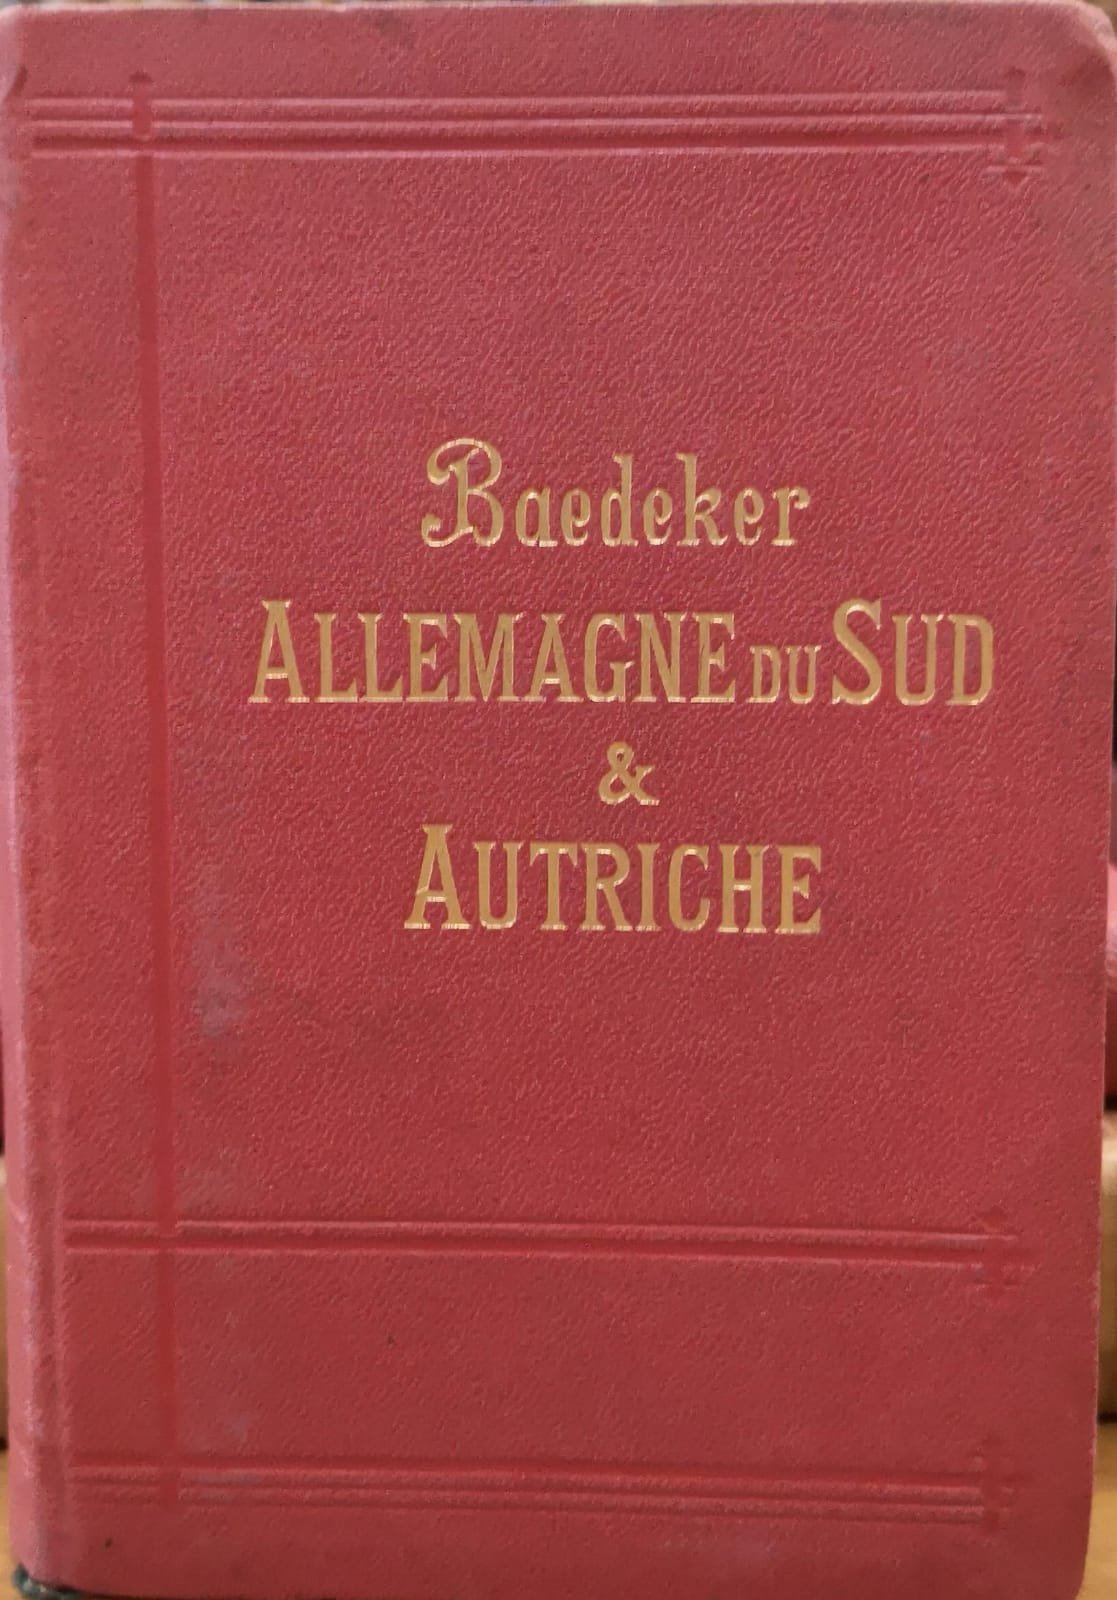 Baedeker
ALLEMAGNE DU SUD
&
AUTRICHE